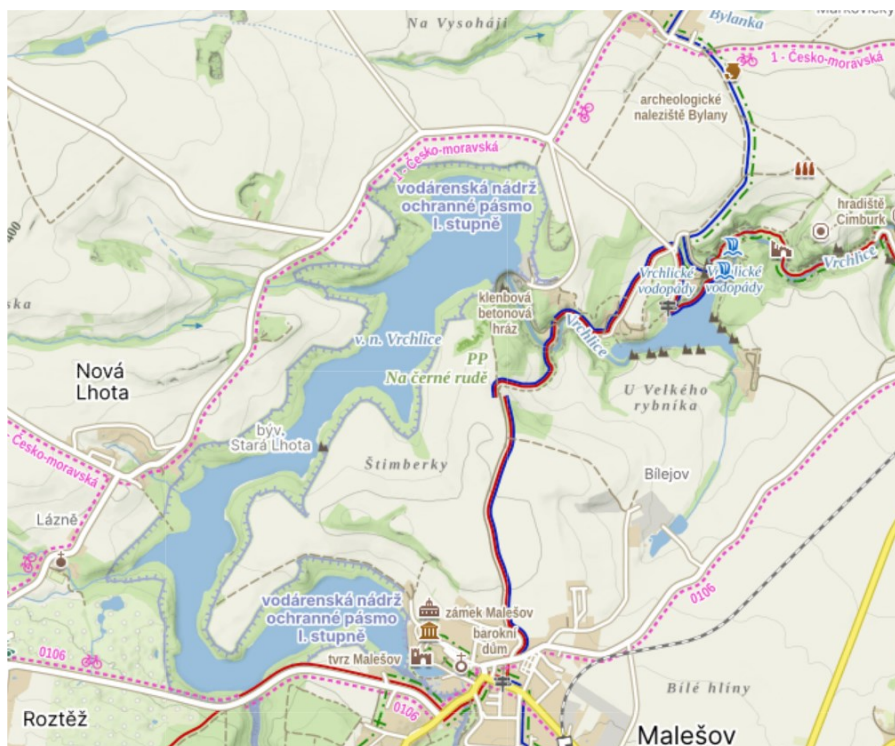 Na Vysoháji
Bylanka
1 - Česko-moravská
archeologické
naleziště Bylany
1 - Česko-moravská
vodárenská nádrž
ochranné pásmo
I. stupně
400
hradiště
Cimburk
Vrchlice
Vrchlické
vodopády
Vrchlické
vodopády
klenbová
betonová
hráz
Vrchlice
v. n. Vrchlice
PP
Na černé rudě
Nová
Lhota
U Velkého
rybníka
býv.
Stará Lhota
Štimberky
Bílejov
Česko-moravská
Lázně
vodárenská nádrž
ochranné pásmo
I. stupně
zámek Malešov
barokní
dům
tvrz Malešov
0106
0106
0106
Bílé hlíny
Roztěž
Malešov